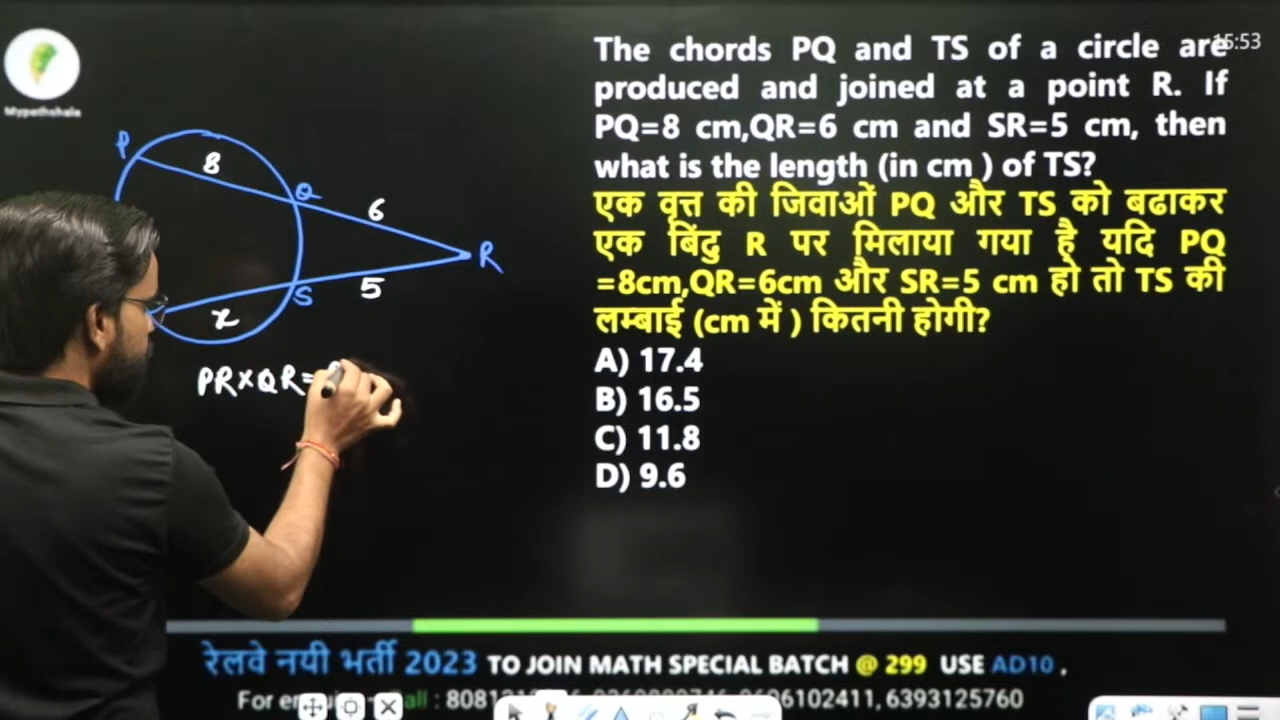 The chords PQ and TS of a circle are
15:53
produced and joined at a point R. If
PQ=8 cm,QR=6 cm and SR=5 cm, then
what is the length (in cm ) of TS?
एक वृत्त की जिवाओं PQ और TS को बढाकर
एक बिंदु R पर मिलाया गया है यदि PQ
=8cm,QR=6cm और SR=5 cm हो तो TS की
लम्बाई (cm में ) कितनी होगी?
A) 17.4
B) 16.5
C) 11.8
D) 9.6
Mypathshala
P
8
Q
6
R
S
5
x
PR×QR=
रेलवे नयी भर्ती 2023 TO JOIN MATH SPECIAL BATCH @ 299 USE AD10 .
For 6393125760